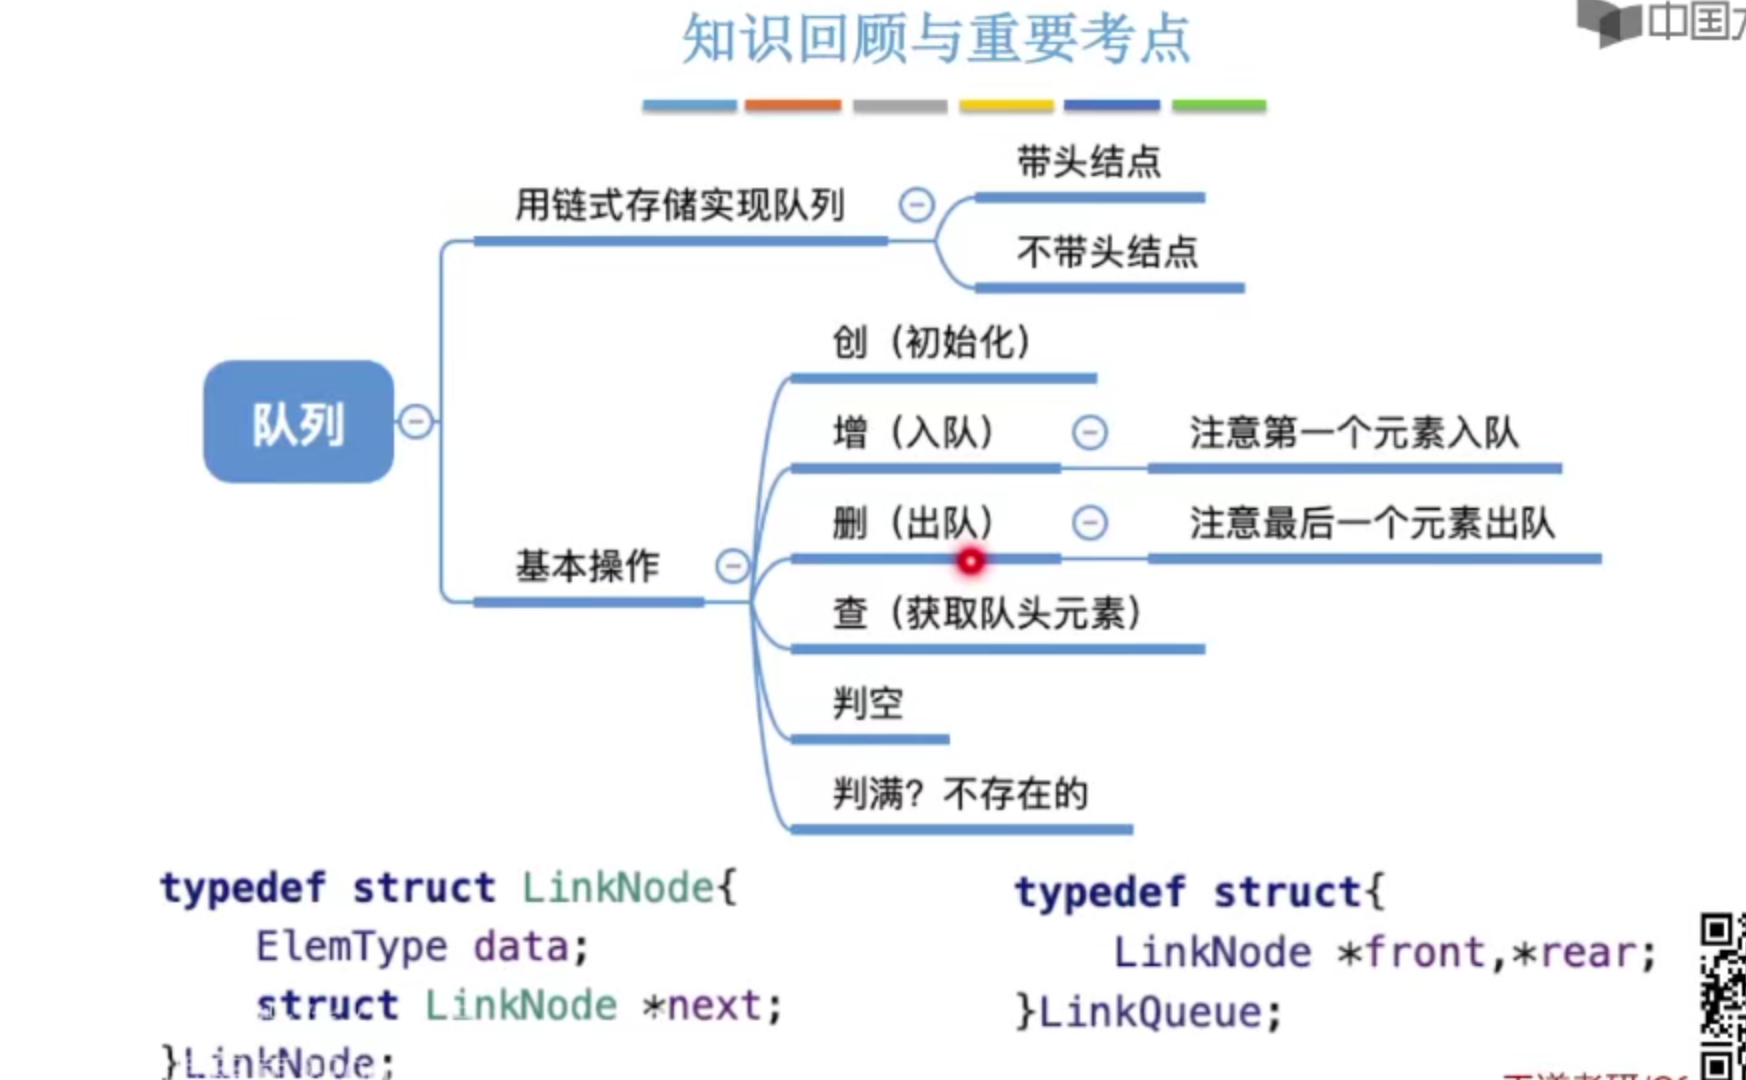 知识回顾与重要考点
中国
带头结点
用链式存储实现队列
不带头结点
创（初始化）
增（入队）
注意第一个元素入队
队列
删（出队）
注意最后一个元素出队
基本操作
查（获取队头元素）
判空
判满？不存在的
typedef struct LinkNode{
ElemType data;
struct LinkNode *next;
}LinkNode;
typedef struct{
LinkNode *front,*rear;
}LinkQueue;